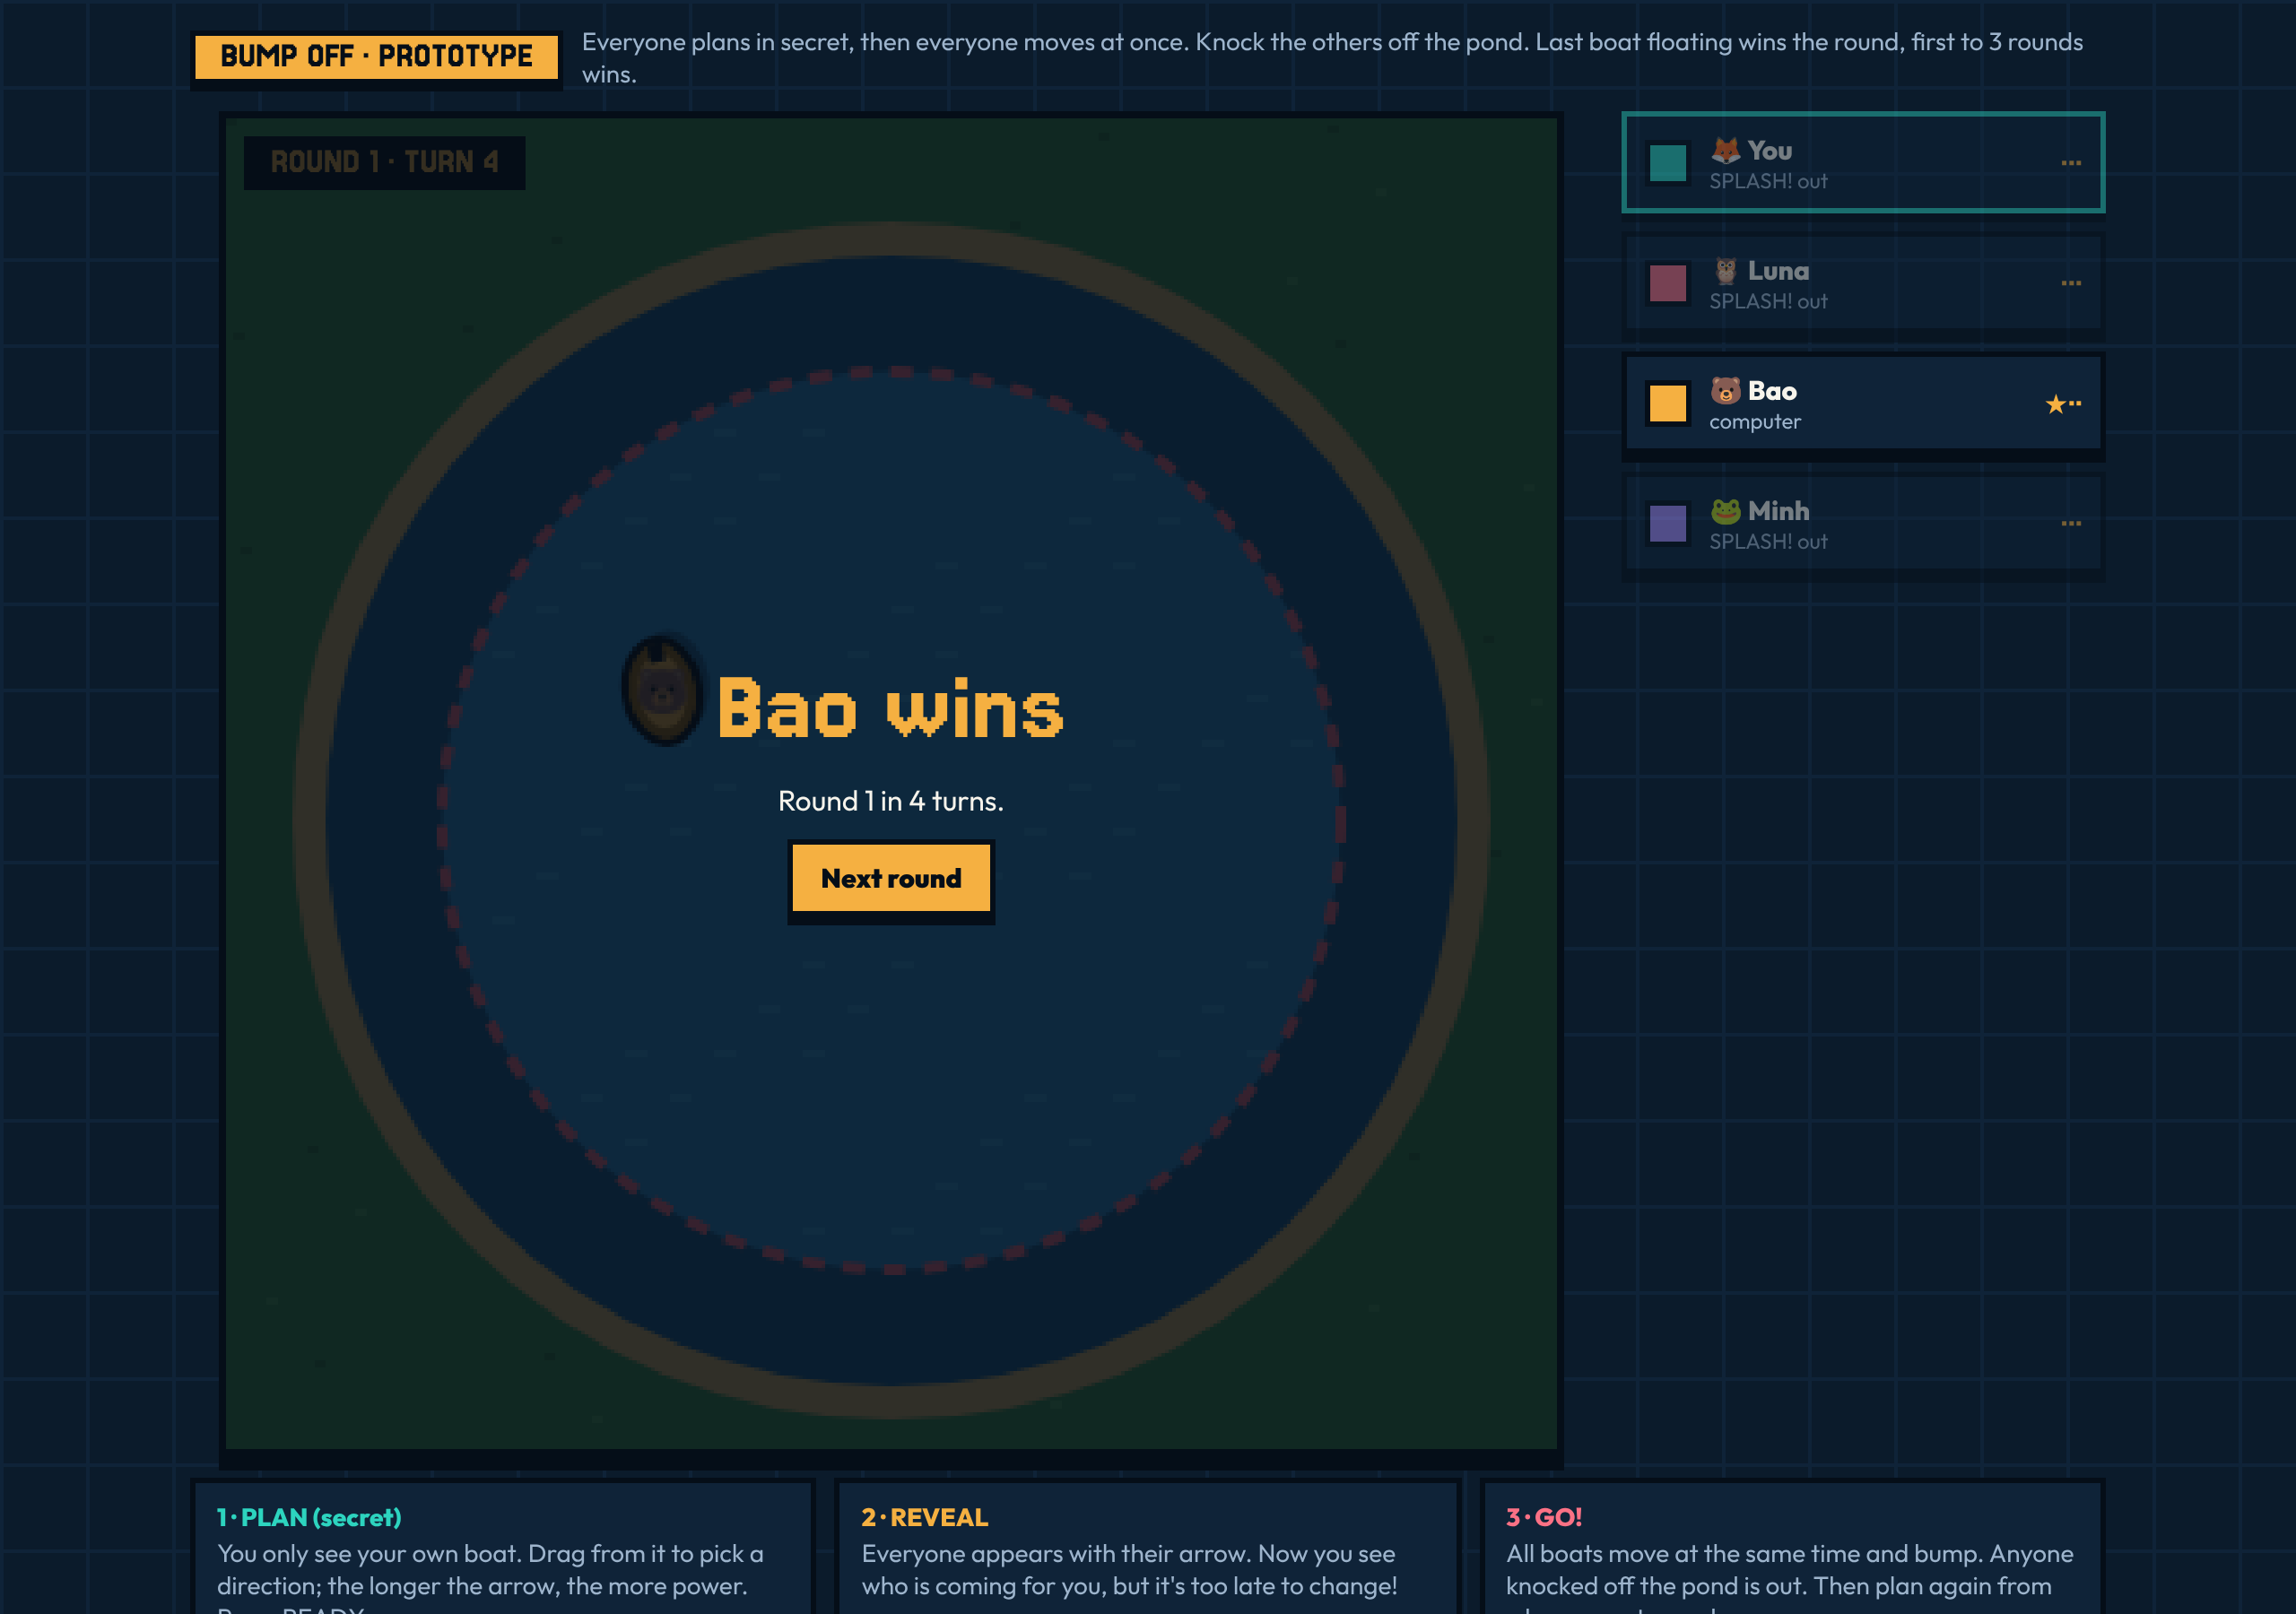 BUMP OFF · PROTOTYPE
Everyone plans in secret, then everyone moves at once. Knock the others off the pond. Last boat floating wins the round, first to 3 rounds
wins.
ROUND 1 · TURN 4
You
SPLASH! out
Luna
SPLASH! out
Bao
computer
Minh
SPLASH! out
Bao wins
Round 1 in 4 turns.
Next round
1 · PLAN (secret)
You only see your own boat. Drag from it to pick a
direction; the longer the arrow, the more power.
2 · REVEAL
Everyone appears with their arrow. Now you see
who is coming for you, but it's too late to change!
3 · GO!
All boats move at the same time and bump. Anyone
knocked off the pond is out. Then plan again from